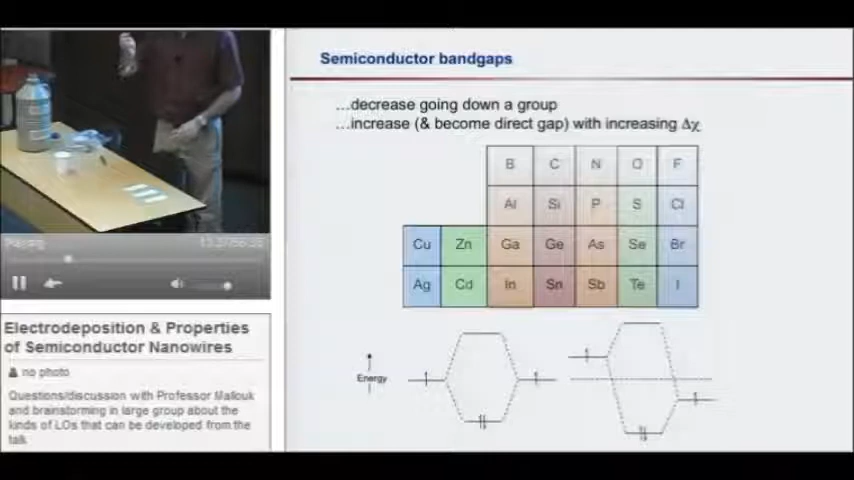 Semiconductor bandgaps
...decrease going down a group
...increase (& become direct gap) with increasing Δχ
B C N O F
Al Si P S Cl
Cu Zn Ga Ge As Se Br
Ag Cd In Sn Sb Te I
Energy
Playing
Electrodeposition & Properties
of Semiconductor Nanowires
no photo
Questions/discussion with Professor Mallouk
and brainstorming in large group about the
kinds of LOs that can be developed from the
talk